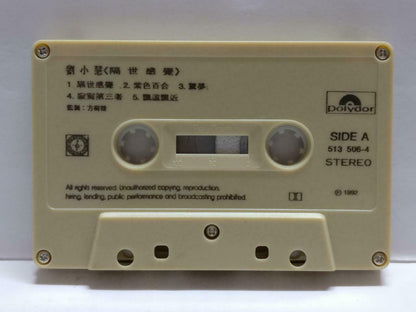 劉小慧〈隔世感覺〉
1. 隔世感覺 2. 紫色百合 3. 驚夢
4. 寂寞第三者 5. 飄遠飄近
polydor
SIDE A
513 506-4
STEREO
All rights reserved. Unauthorized copying, reproduction,
hiring, lending, public performance and broadcasting prohibited.
℗ 1992